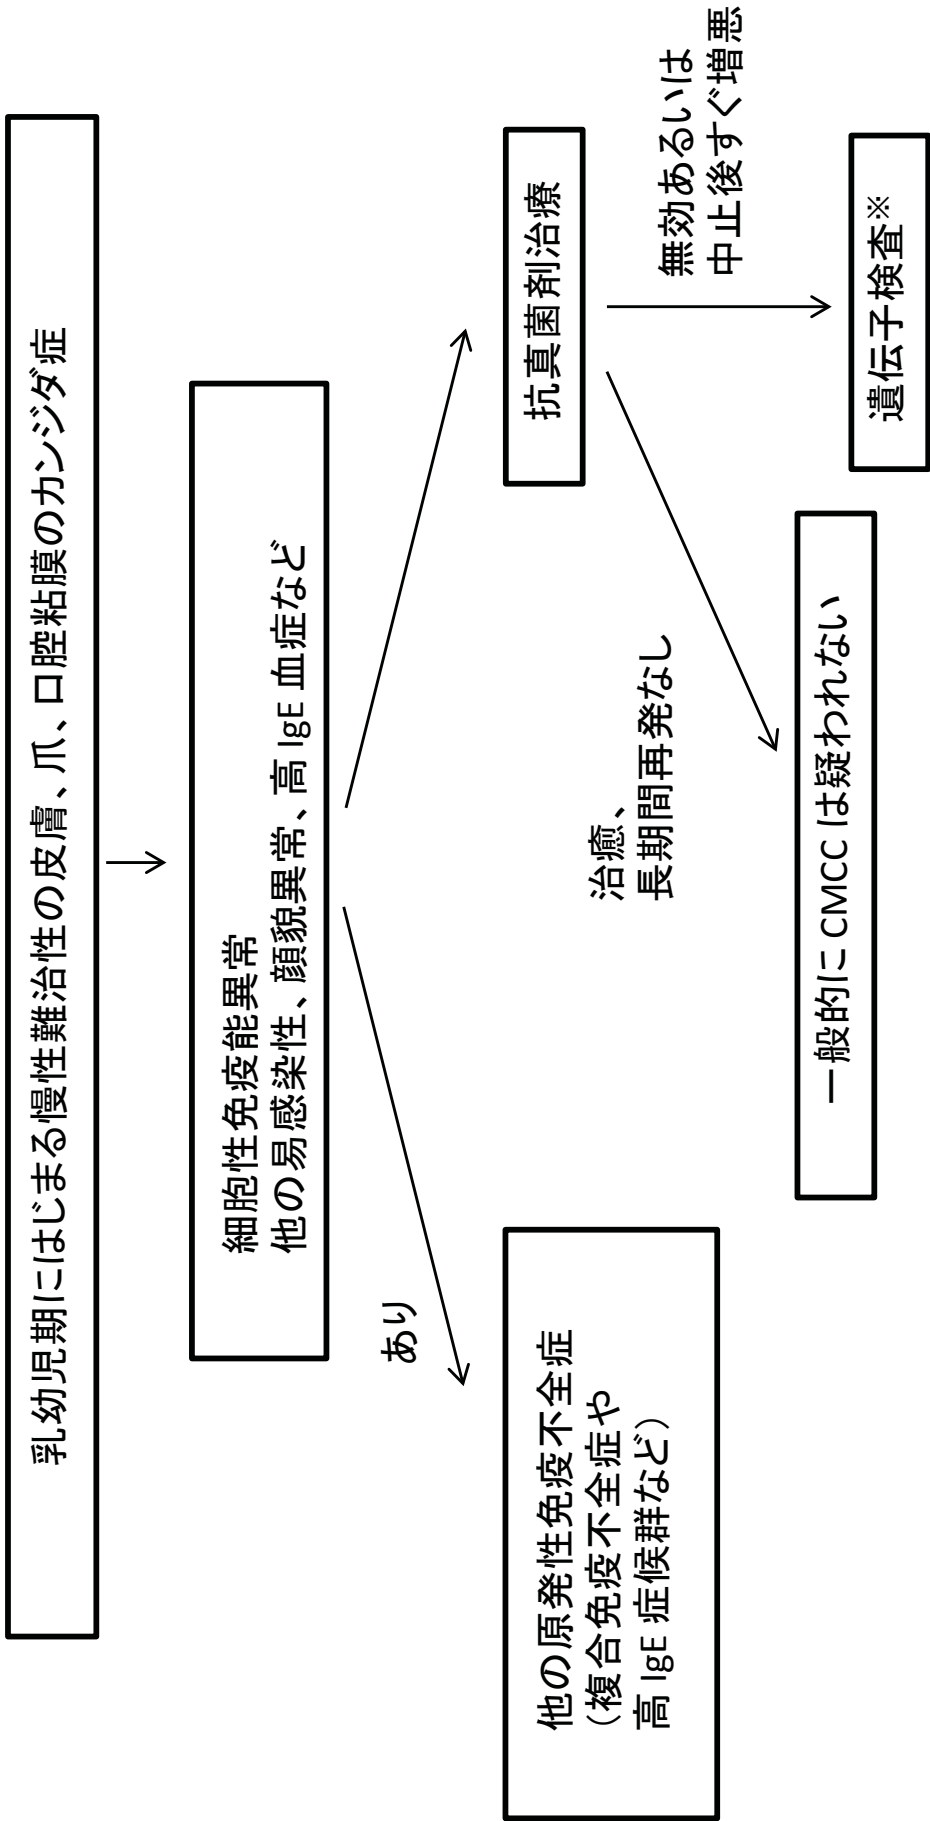 乳幼児期にはじまる慢性難治性の皮膚、爪、口腔粘膜のカンジダ症
細胞性免疫能異常
他の易感染性、顔貌異常、高 IgE 血症など
あり
他の原発性免疫不全症
（複合免疫不全症や
高 IgE 症候群など）
抗真菌剤治療
治癒、
長期間再発なし
無効あるいは
中止後すぐ増悪
一般的に CMCC は疑われない
遺伝子検査※